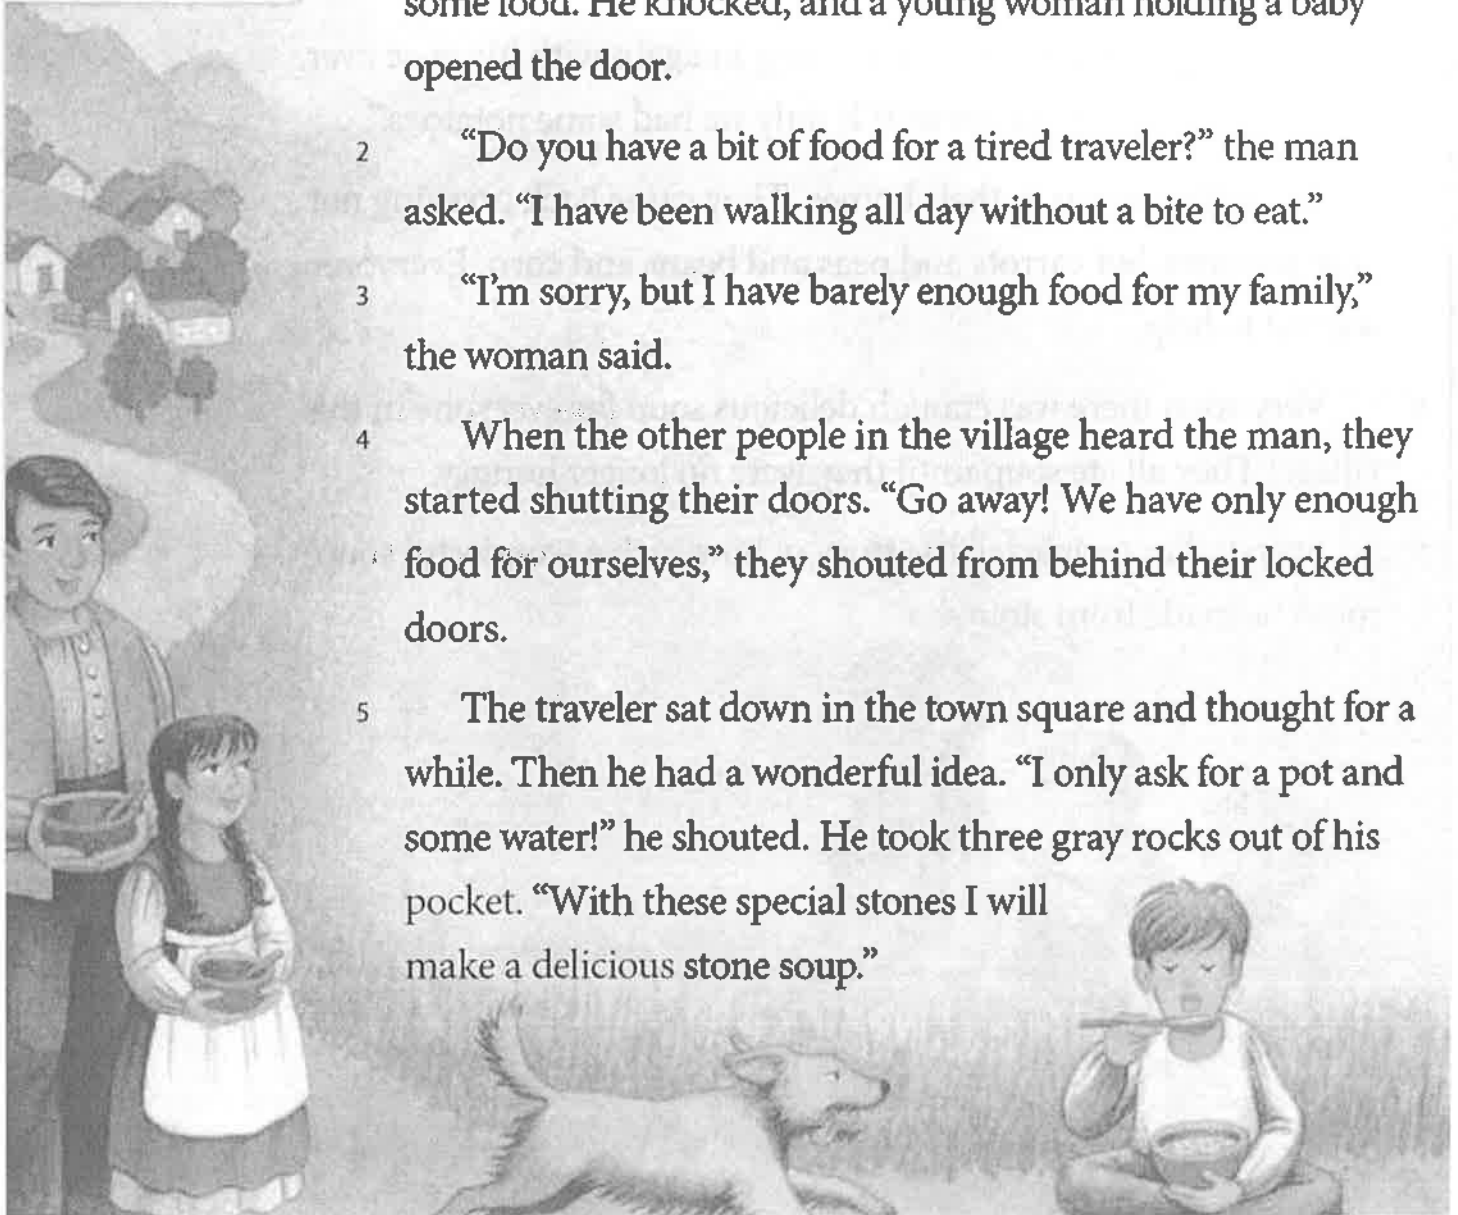 some food. He knocked, and a young woman holding a baby
opened the door.
2 “Do you have a bit of food for a tired traveler?” the man
asked. “I have been walking all day without a bite to eat.”
3 “I’m sorry, but I have barely enough food for my family,”
the woman said.
4 When the other people in the village heard the man, they
started shutting their doors. “Go away! We have only enough
food for ourselves,” they shouted from behind their locked
doors.
5 The traveler sat down in the town square and thought for a
while. Then he had a wonderful idea. “I only ask for a pot and
some water!” he shouted. He took three gray rocks out of his
pocket. “With these special stones I will
make a delicious stone soup.”